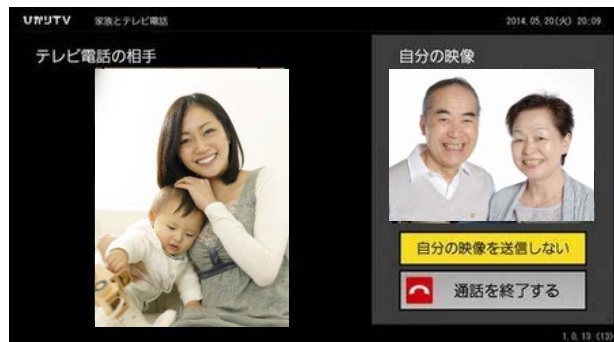 ひかりTV 家族とテレビ電話 2014.05.20(火) 20:09
テレビ電話の相手
自分の映像
自分の映像を送信しない
通話を終了する
1.0.13 (13)